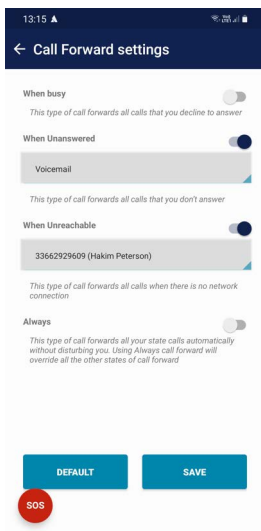 13:15
Call Forward settings
When busy
This type of call forwards all calls that you decline to answer
When Unanswered
Voicemail
This type of call forwards all calls that you don't answer
When Unreachable
33662929609 (Hakim Peterson)
This type of call forwards all calls when there is no network
connection
Always
This type of call forwards all your state calls automatically
without disturbing you. Using Always call forward will
override all the other states of call forward
DEFAULT
SAVE
SOS